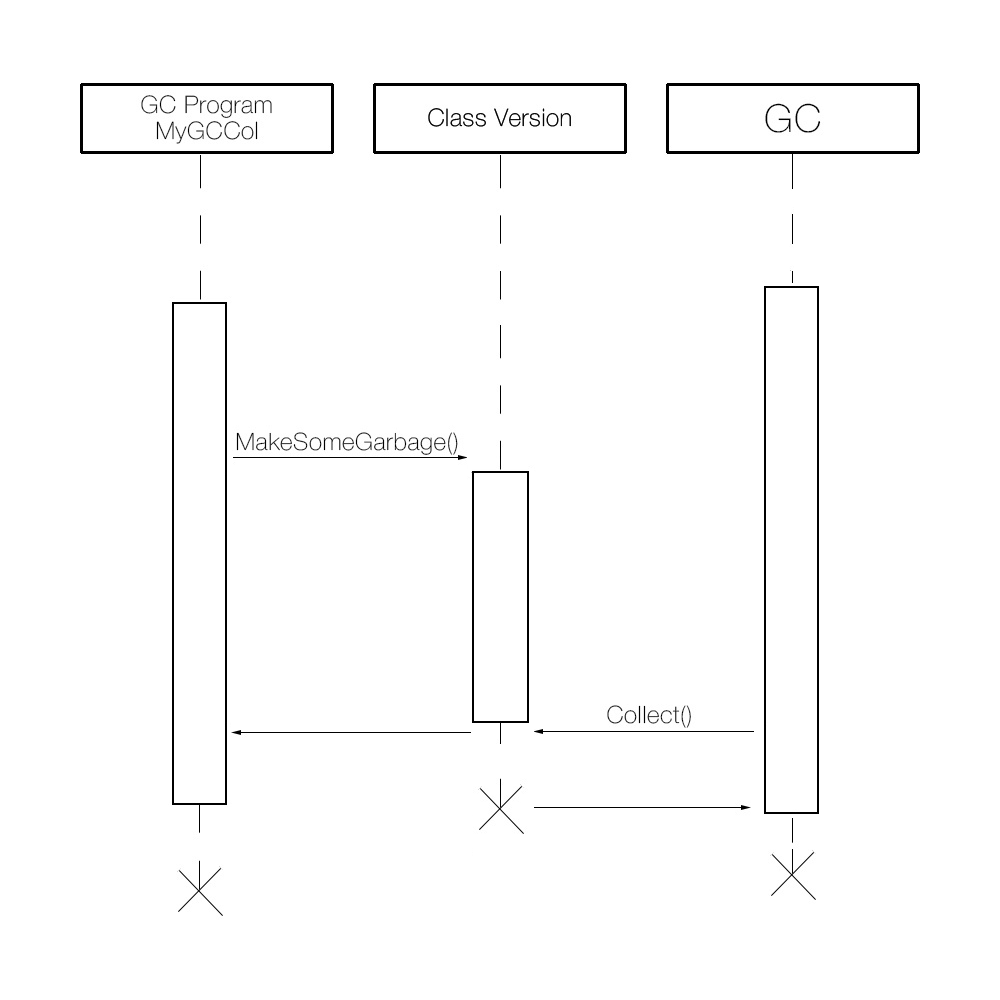 GC Program
MyGCCol
Class Version
GC
MakeSomeGarbage()
Collect()